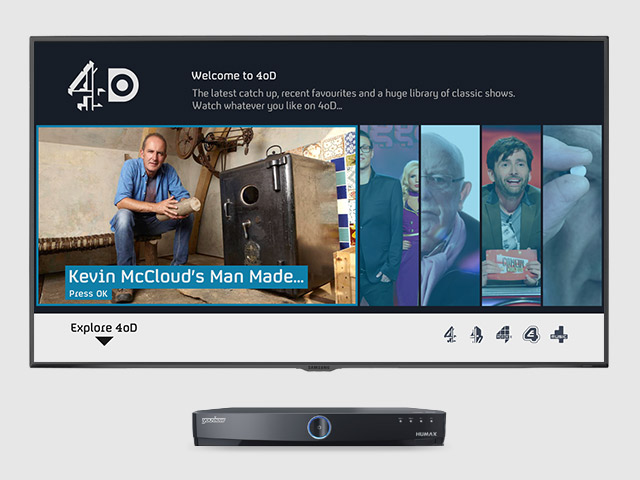 4oD
Welcome to 4oD
The latest catch up, recent favourites and a huge library of classic shows.
Watch whatever you like on 4oD...
Kevin McCloud's Man Made...
Press OK
Explore 4oD
SAMSUNG
youview
HUMAX